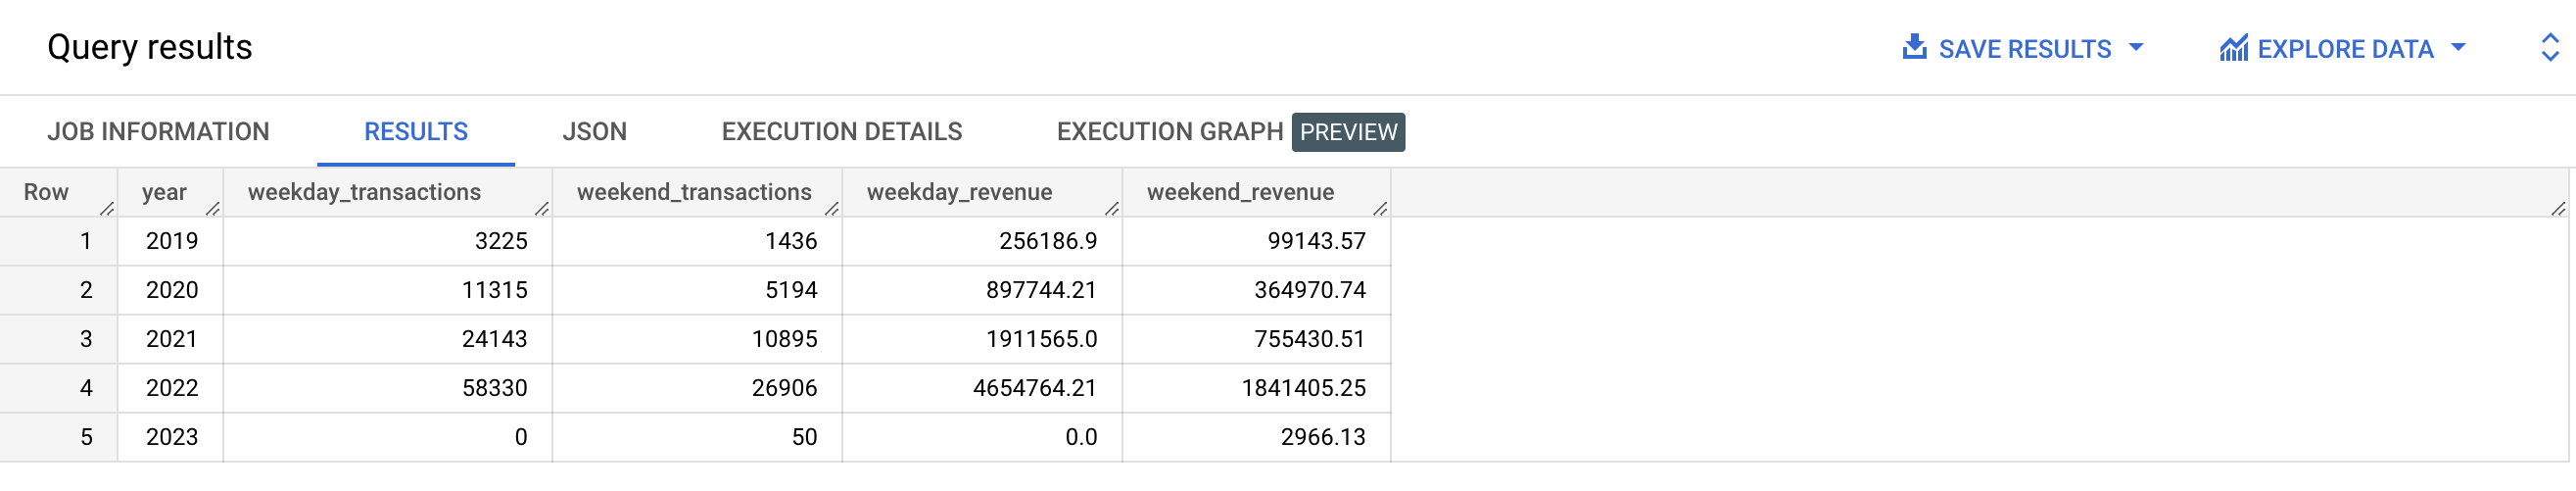 Query results SAVE RESULTS EXPLORE DATA
JOB INFORMATION RESULTS JSON EXECUTION DETAILS EXECUTION GRAPH PREVIEW
Row year weekday_transactions weekend_transactions weekday_revenue weekend_revenue
1 2019 3225 1436 256186.9 99143.57
2 2020 11315 5194 897744.21 364970.74
3 2021 24143 10895 1911565.0 755430.51
4 2022 58330 26906 4654764.21 1841405.25
5 2023 0 50 0.0 2966.13